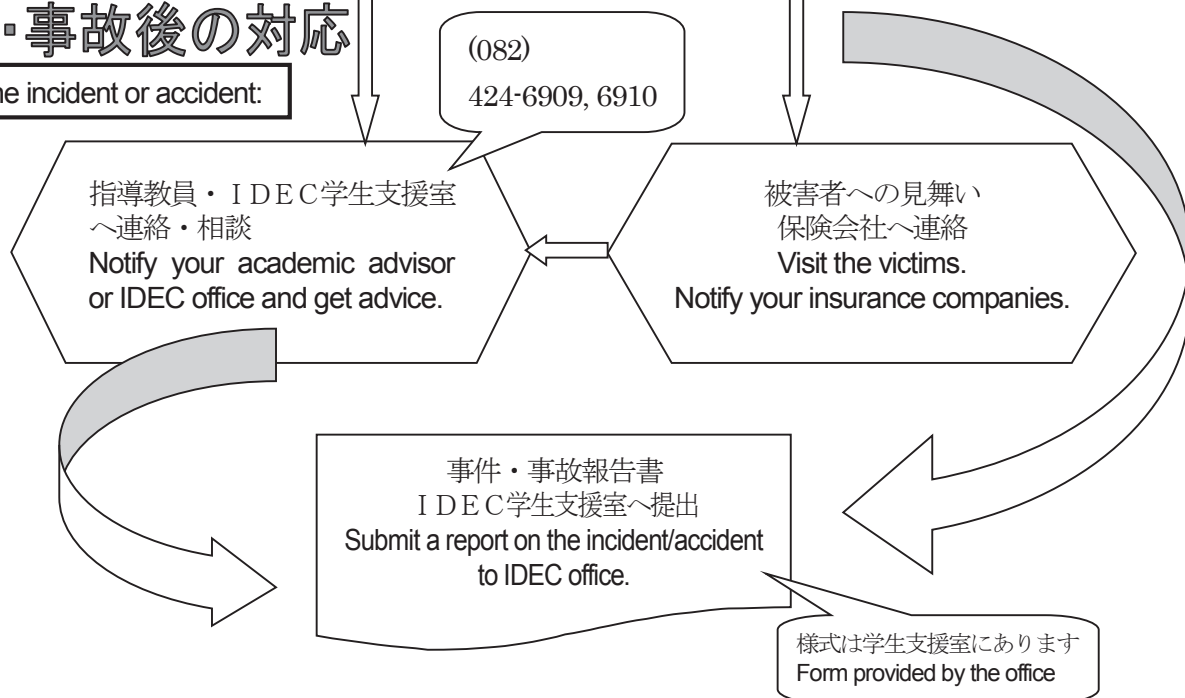 ・事故後の対応
he incident or accident:
(082)
424-6909, 6910
指導教員・ＩＤＥＣ学生支援室
へ連絡・相談
Notify your academic advisor
or IDEC office and get advice.
被害者への見舞い
保険会社へ連絡
Visit the victims.
Notify your insurance companies.
事件・事故報告書
ＩＤＥＣ学生支援室へ提出
Submit a report on the incident/accident
to IDEC office.
様式は学生支援室にあります
Form provided by the office